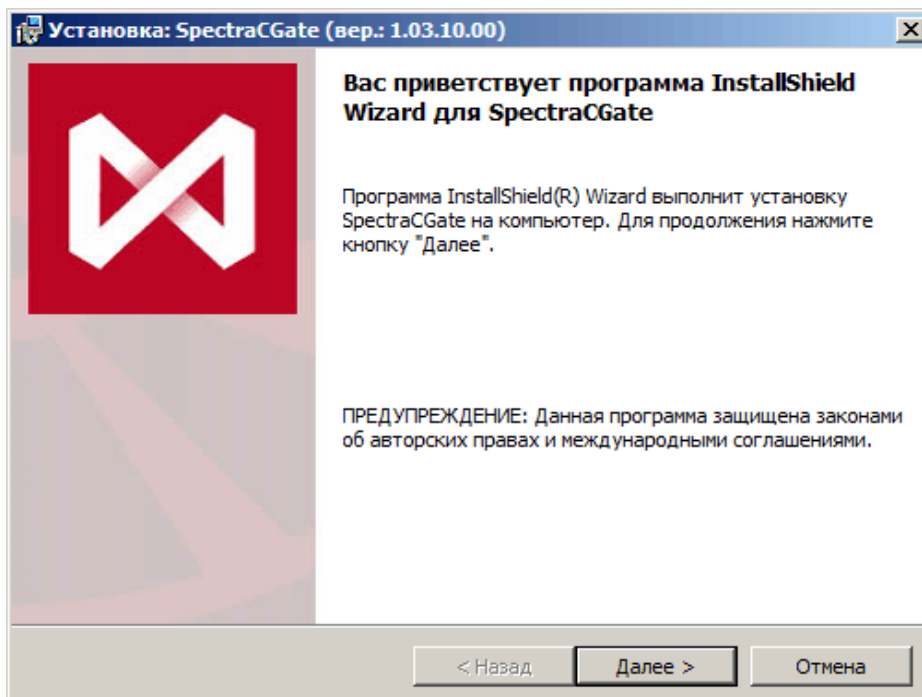 Установка: SpectraCGate (вер.: 1.03.10.00)
Вас приветствует программа InstallShield
Wizard для SpectraCGate
Программа InstallShield(R) Wizard выполнит установку
SpectraCGate на компьютер. Для продолжения нажмите
кнопку "Далее".
ПРЕДУПРЕЖДЕНИЕ: Данная программа защищена законами
об авторских правах и международными соглашениями.
< Назад
Далее >
Отмена